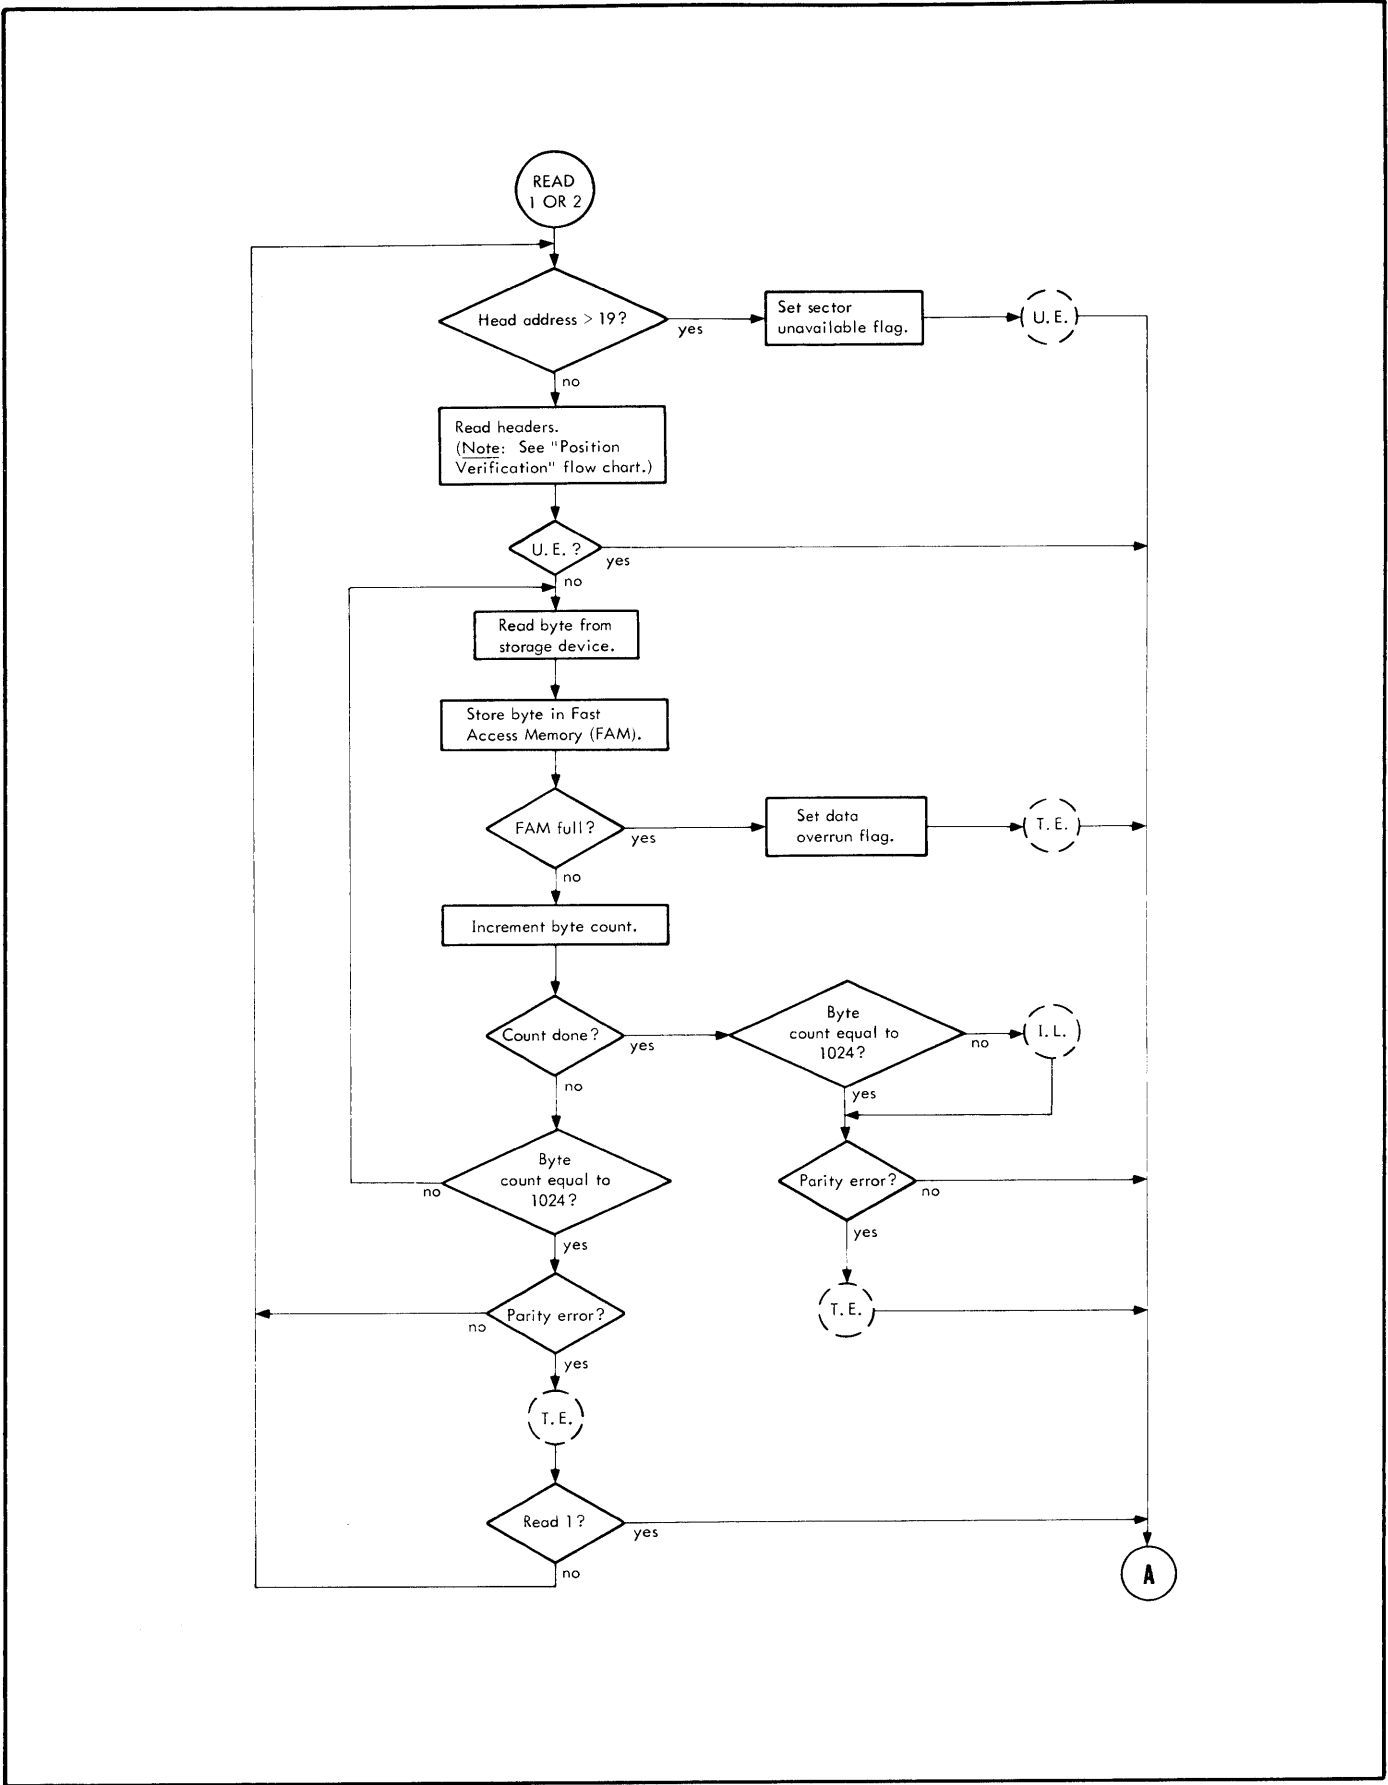 READ
1 OR 2
Head address > 19?
yes
Set sector
unavailable flag.
U. E.
no
Read headers.
(Note: See "Position
Verification" flow chart.)
U. E. ?
yes
no
Read byte from
storage device.
Store byte in Fast
Access Memory (FAM).
FAM full?
yes
Set data
overrun flag.
T. E.
no
Increment byte count.
Count done?
yes
Byte
count equal to
1024?
no
I. L.
no
yes
Byte
count equal to
1024?
no
Parity error?
no
yes
yes
Parity error?
no
T. E.
yes
T. E.
Read 1?
yes
no
A